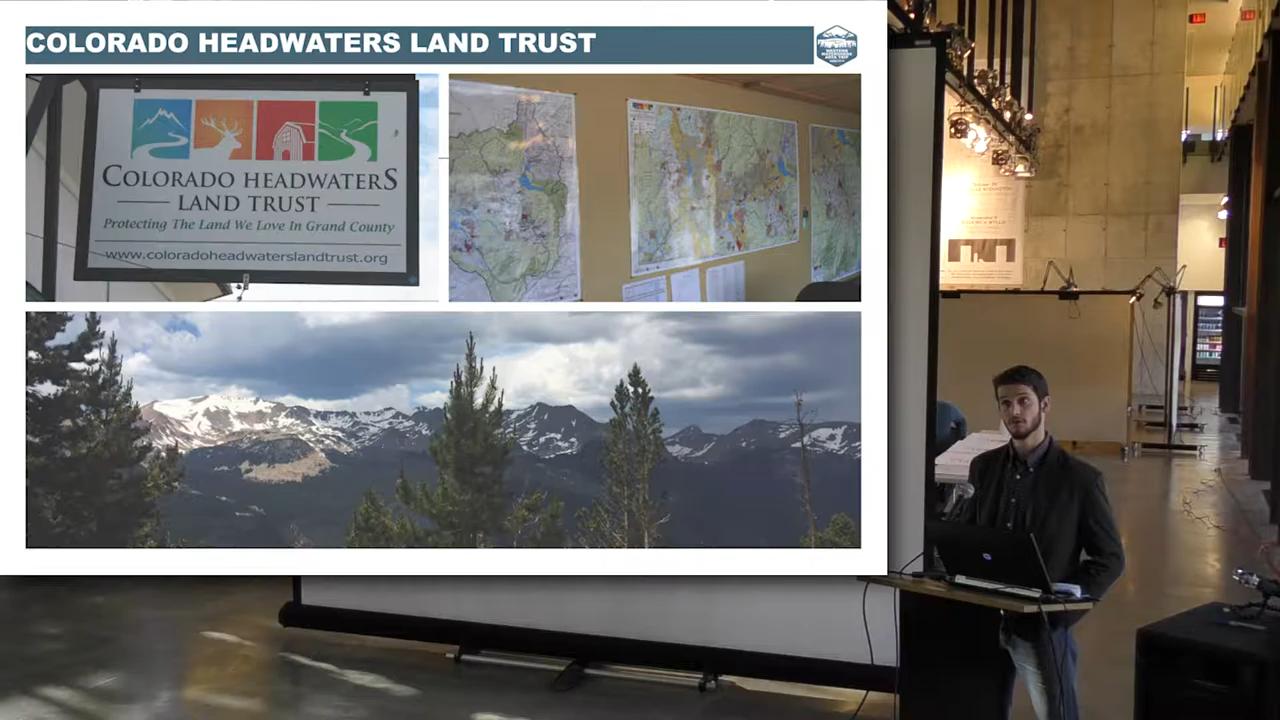 COLORADO HEADWATERS LAND TRUST
COLORADO HEADWATERS
LAND TRUST
Protecting The Land We Love In Grand County
www.coloradoheadwaterslandtrust.org